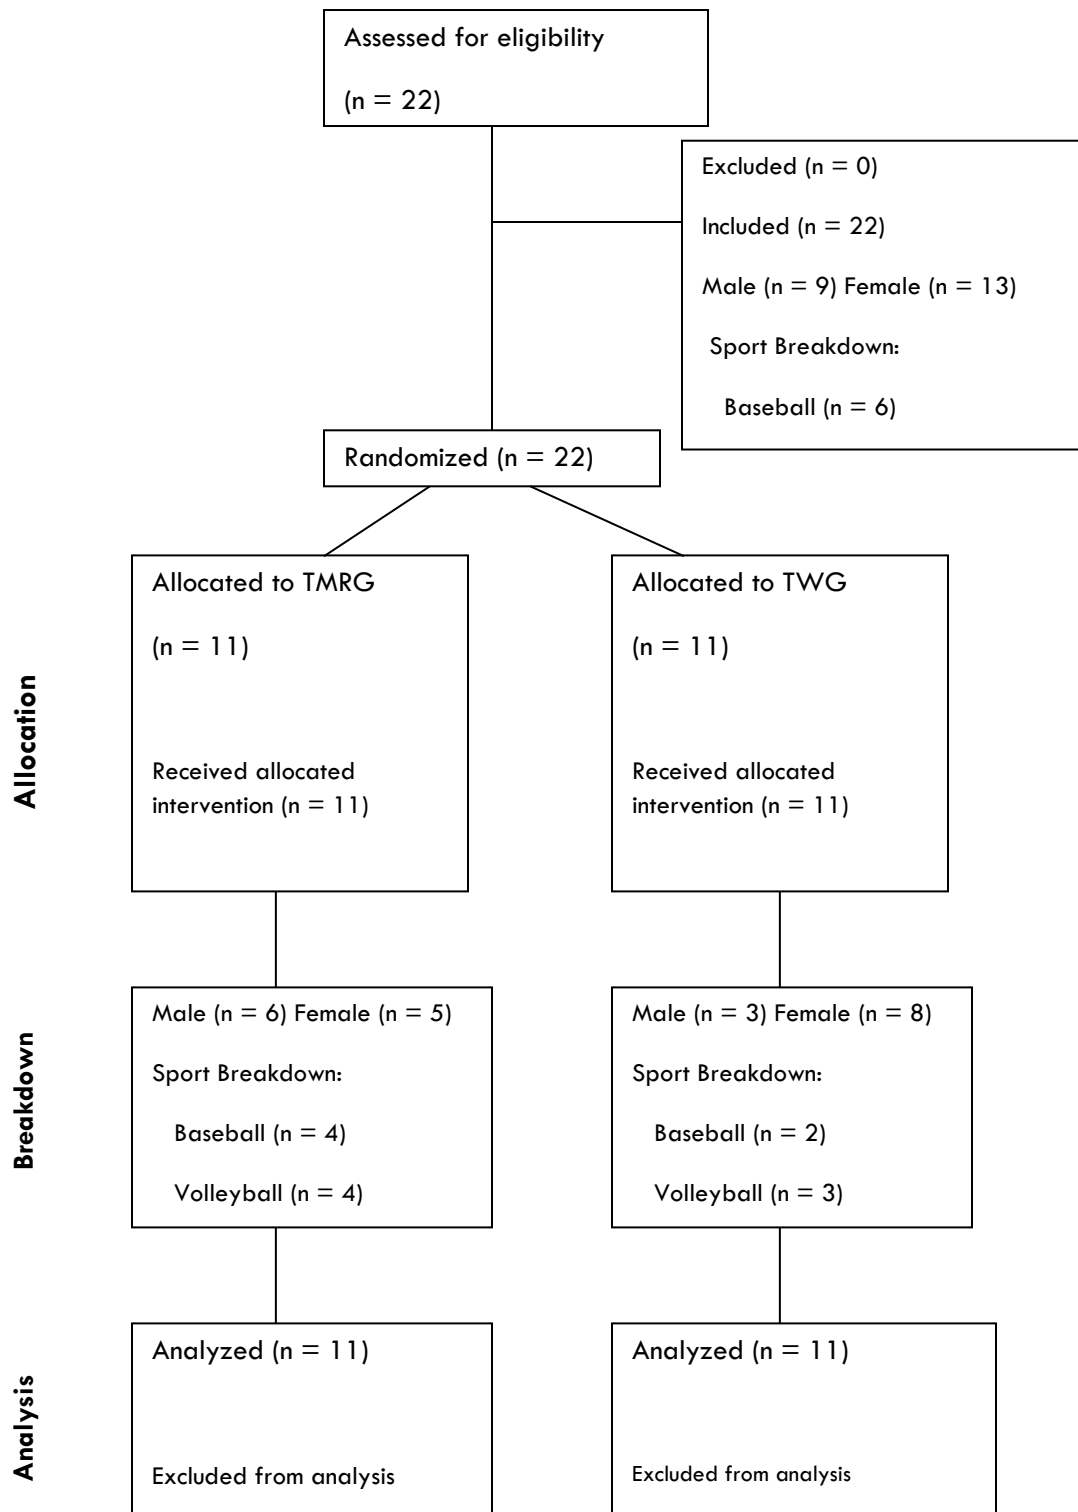 Assessed for eligibility
(n = 22)
Excluded (n = 0)
Included (n = 22)
Male (n = 9) Female (n = 13)
Sport Breakdown:
Baseball (n = 6)
Randomized (n = 22)
Allocation
Allocated to TMRG
(n = 11)
Received allocated
intervention (n = 11)
Allocated to TWG
(n = 11)
Received allocated
intervention (n = 11)
Breakdown
Male (n = 6) Female (n = 5)
Sport Breakdown:
Baseball (n = 4)
Volleyball (n = 4)
Male (n = 3) Female (n = 8)
Sport Breakdown:
Baseball (n = 2)
Volleyball (n = 3)
Analysis
Analyzed (n = 11)
Excluded from analysis
Analyzed (n = 11)
Excluded from analysis